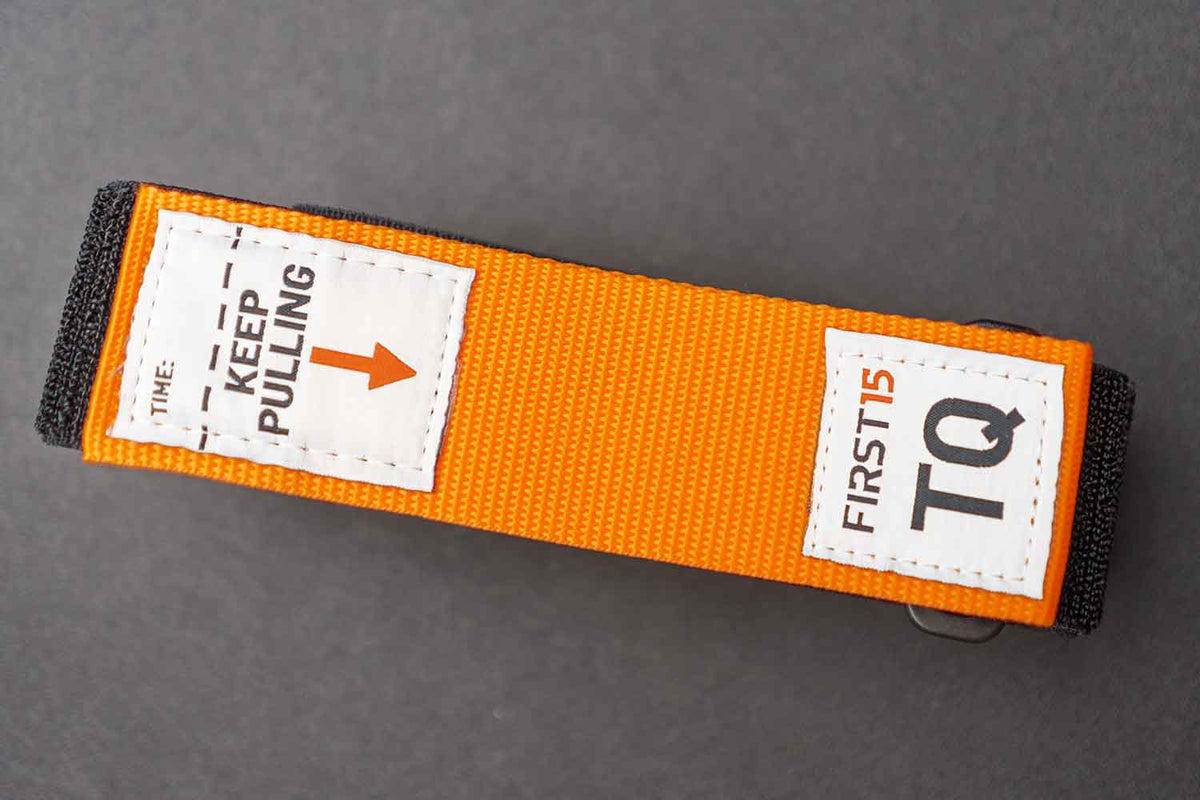 TIME:
KEEP
PULLING
FIRST15
TQ